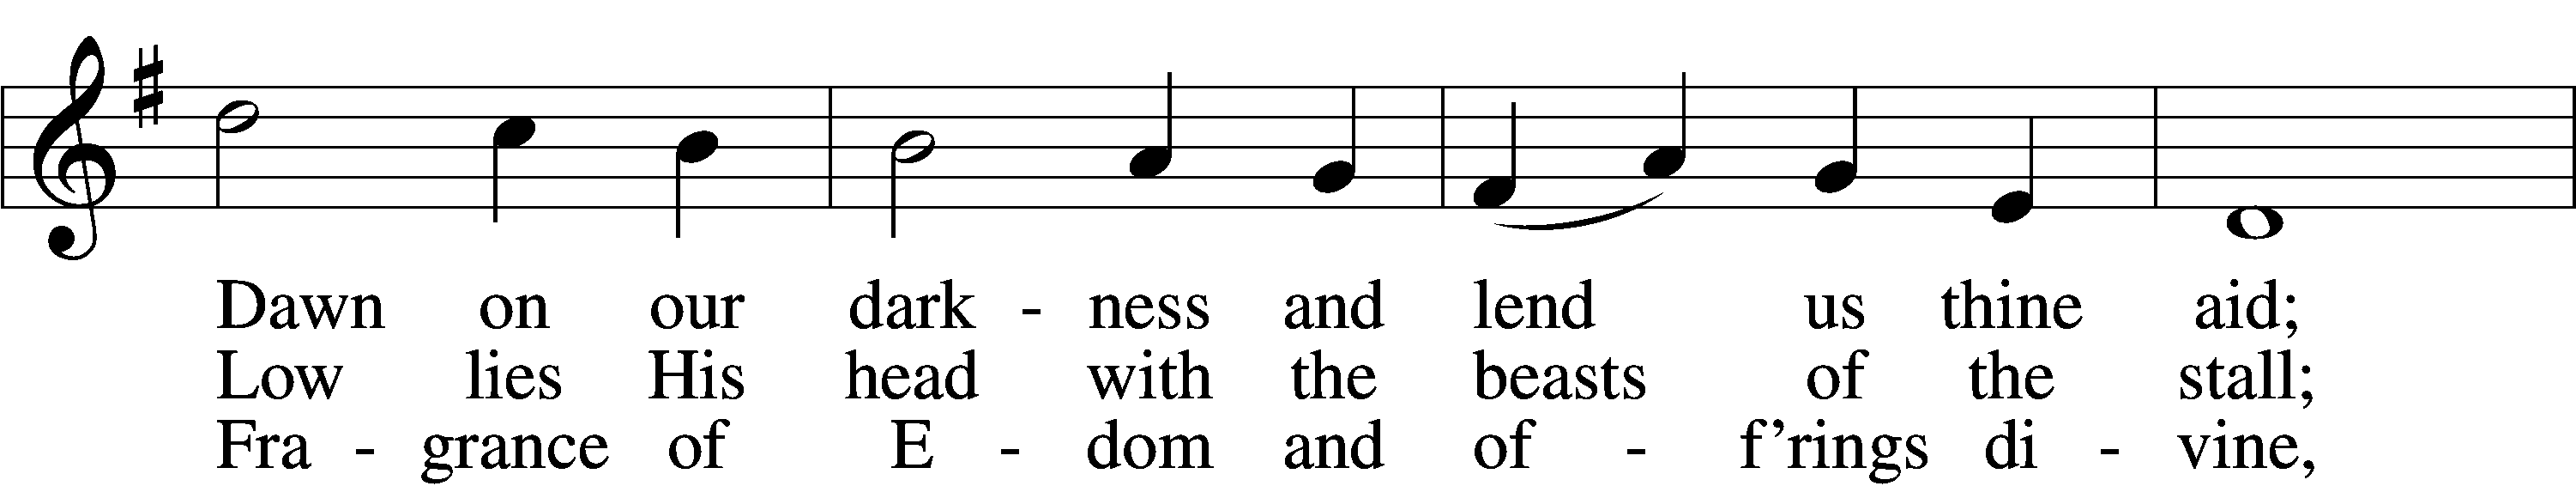 Dawn on our dark - ness and lend us thine aid;
Low lies His head with the beasts of the stall;
Fra - grance of E - dom and of - f'rings di - vine,